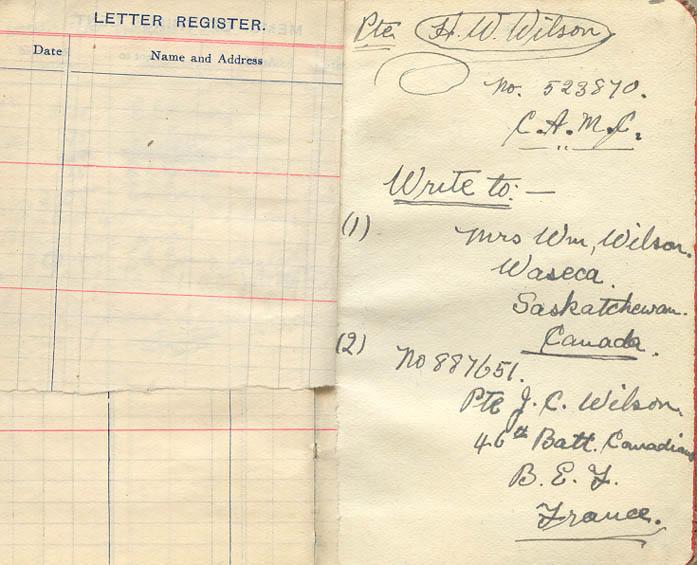 LETTER REGISTER.
Date
Name and Address
Pte H. W. Wilson
No. 523870.
C.A.M.C.
Write to: —
(1)
Mrs Wm, Wilson.
Waseca.
Saskatchewan.
Canada.
(2)
No 887651.
Pte J. C. Wilson.
46th Batt. Canadians
B. E. F.
France.